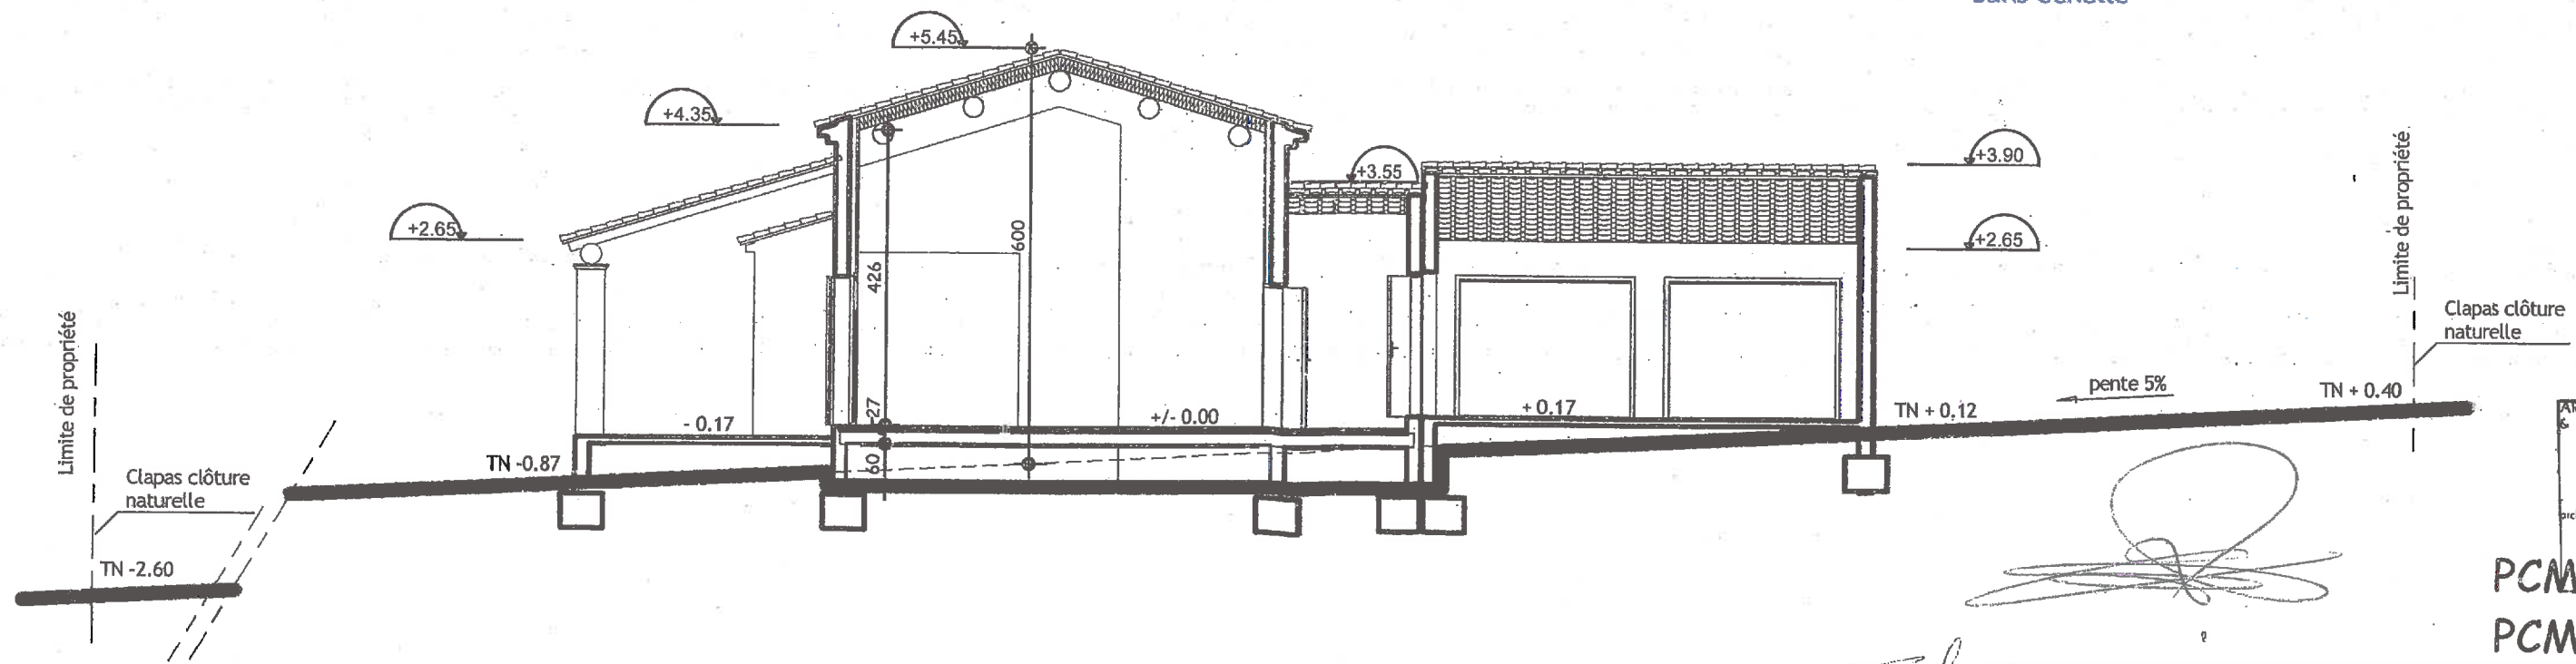 +5.45
+4.35
+3.55
+3.90
+2.65
+2.65
Limite de propriété
Limite de propriété
600
426
27
60
Clapas clôture
naturelle
pente 5%
TN + 0.40
- 0.17
+/- 0.00
+ 0.17
TN + 0.12
TN -0.87
Clapas clôture
naturelle
TN -2.60
PCM
PCM